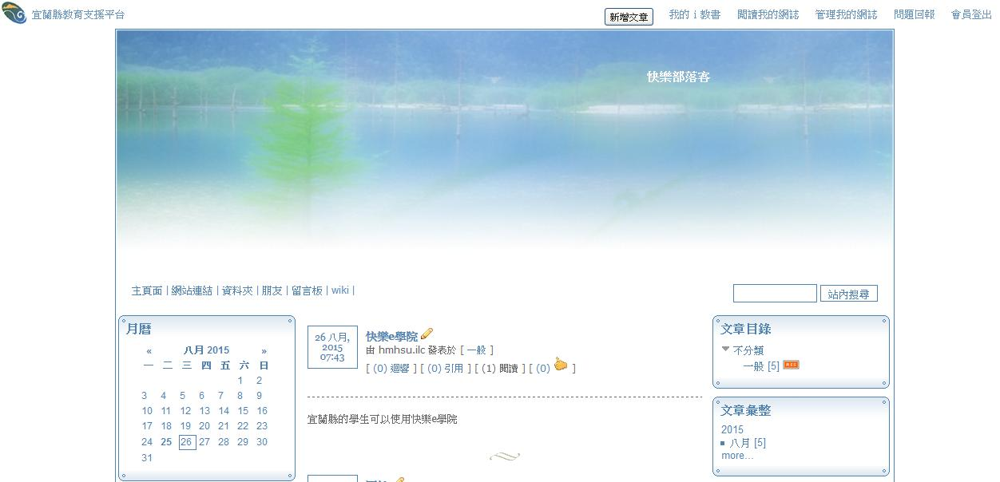 宜蘭縣教育支援平台
新增文章 我的ｉ教書 閱讀我的網誌 管理我的網誌 問題回報 會員登出
快樂部落客
主頁面 | 網站連結 | 資料夾 | 朋友 | 留言板 | wiki |
站內搜尋
月曆
« 八月 2015 »
一 二 三 四 五 六 日
1 2
3 4 5 6 7 8 9
10 11 12 13 14 15 16
17 18 19 20 21 22 23
24 25 26 27 28 29 30
31
26 八月, 
2015
07:43
快樂e學院
由 hmhsu.ilc 發表於 [ 一般 ]
[ (0) 迴響 ] [ (0) 引用 ] [ (1) 閱讀 ] [ (0) ]
宜蘭縣的學生可以使用快樂e學院
文章目錄
不分類
一般 [5] RSS
文章彙整
2015
八月 [5]
more...